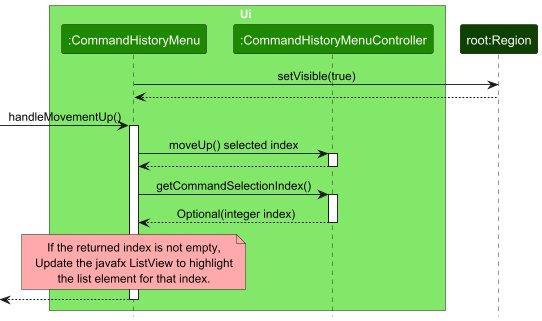 Ui
:CommandHistoryMenu
:CommandHistoryMenuController
root:Region
setVisible(true)
handleMovementUp()
moveUp() selected index
getCommandSelectionIndex()
Optional(integer index)
If the returned index is not empty,
Update the javafx ListView to highlight
the list element for that index.